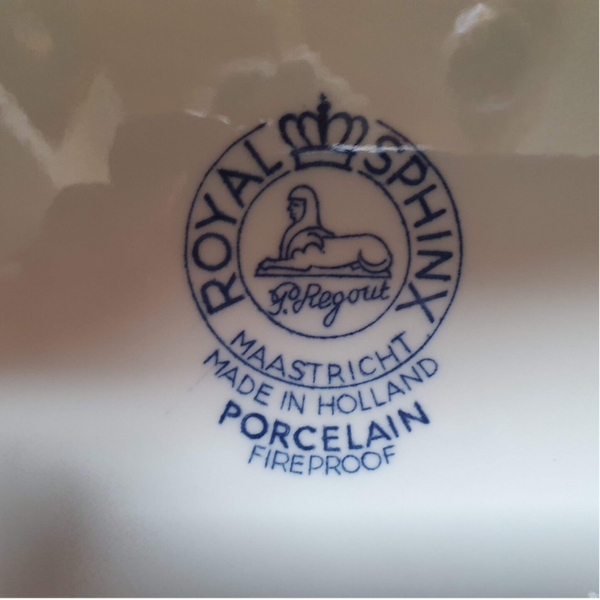 ROYAL SPHINX
P. Regout
MAASTRICHT
MADE IN HOLLAND
PORCELAIN
FIREPROOF